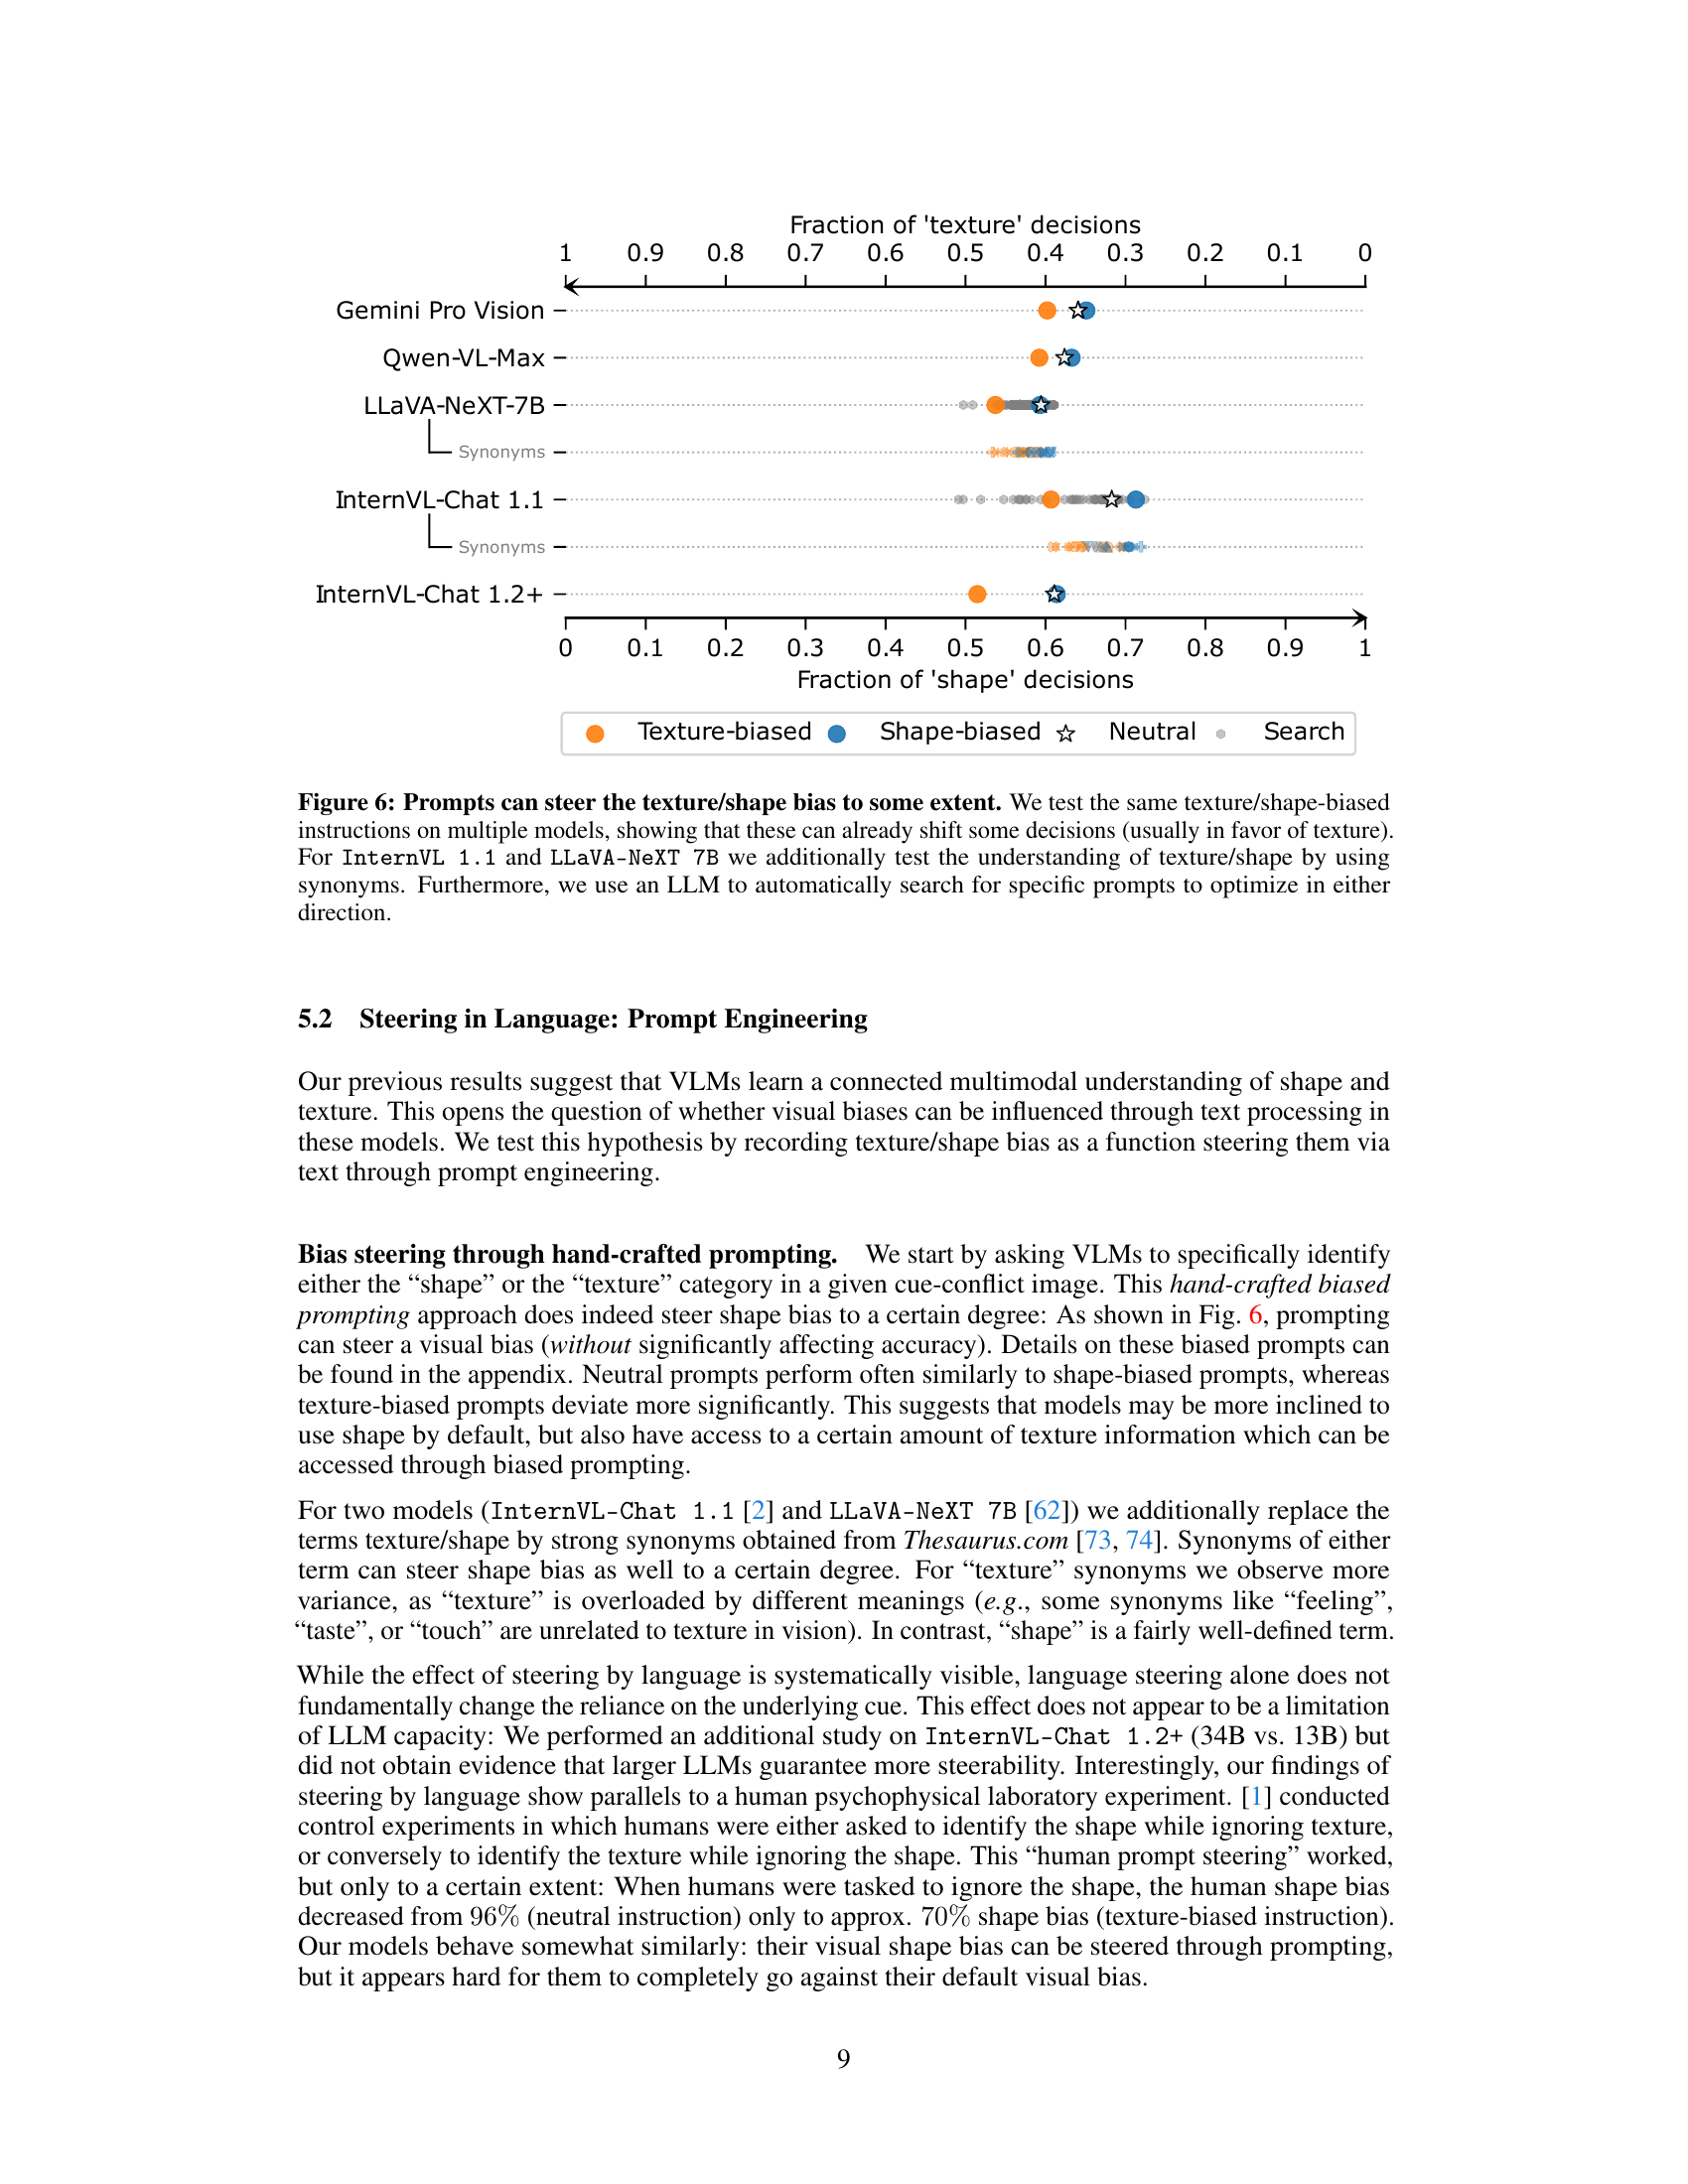 Fraction of 'texture' decisions
1 0.9 0.8 0.7 0.6 0.5 0.4 0.3 0.2 0.1 0
Gemini Pro Vision
Qwen-VL-Max
LLaVA-NeXT-7B
Synonyms
InternVL-Chat 1.1
Synonyms
InternVL-Chat 1.2+
0 0.1 0.2 0.3 0.4 0.5 0.6 0.7 0.8 0.9 1
Fraction of 'shape' decisions
Texture-biased Shape-biased Neutral Search
Figure 6: Prompts can steer the texture/shape bias to some extent. We test the same texture/shape-biased
instructions on multiple models, showing that these can already shift some decisions (usually in favor of texture).
For InternVL 1.1 and LLaVA-NeXT 7B we additionally test the understanding of texture/shape by using
synonyms. Furthermore, we use an LLM to automatically search for specific prompts to optimize in either
direction.
5.2 Steering in Language: Prompt Engineering
Our previous results suggest that VLMs learn a connected multimodal understanding of shape and
texture. This opens the question of whether visual biases can be influenced through text processing in
these models. We test this hypothesis by recording texture/shape bias as a function steering them via
text through prompt engineering.
Bias steering through hand-crafted prompting. We start by asking VLMs to specifically identify
either the “shape” or the “texture” category in a given cue-conflict image. This hand-crafted biased
prompting approach does indeed steer shape bias to a certain degree: As shown in Fig. 6, prompting
can steer a visual bias (without significantly affecting accuracy). Details on these biased prompts can
be found in the appendix. Neutral prompts perform often similarly to shape-biased prompts, whereas
texture-biased prompts deviate more significantly. This suggests that models may be more inclined to
use shape by default, but also have access to a certain amount of texture information which can be
accessed through biased prompting.
For two models (InternVL-Chat 1.1 [2] and LLaVA-NeXT 7B [62]) we additionally replace the
terms texture/shape by strong synonyms obtained from Thesaurus.com [73, 74]. Synonyms of either
term can steer shape bias as well to a certain degree. For “texture” synonyms we observe more
variance, as “texture” is overloaded by different meanings (e.g., some synonyms like “feeling”,
“taste”, or “touch” are unrelated to texture in vision). In contrast, “shape” is a fairly well-defined term.
While the effect of steering by language is systematically visible, language steering alone does not
fundamentally change the reliance on the underlying cue. This effect does not appear to be a limitation
of LLM capacity: We performed an additional study on InternVL-Chat 1.2+ (34B vs. 13B) but
did not obtain evidence that larger LLMs guarantee more steerability. Interestingly, our findings of
steering by language show parallels to a human psychophysical laboratory experiment. [1] conducted
control experiments in which humans were either asked to identify the shape while ignoring texture,
or conversely to identify the texture while ignoring the shape. This “human prompt steering” worked,
but only to a certain extent: When humans were tasked to ignore the shape, the human shape bias
decreased from 96% (neutral instruction) only to approx. 70% shape bias (texture-biased instruction).
Our models behave somewhat similarly: their visual shape bias can be steered through prompting,
but it appears hard for them to completely go against their default visual bias.
9